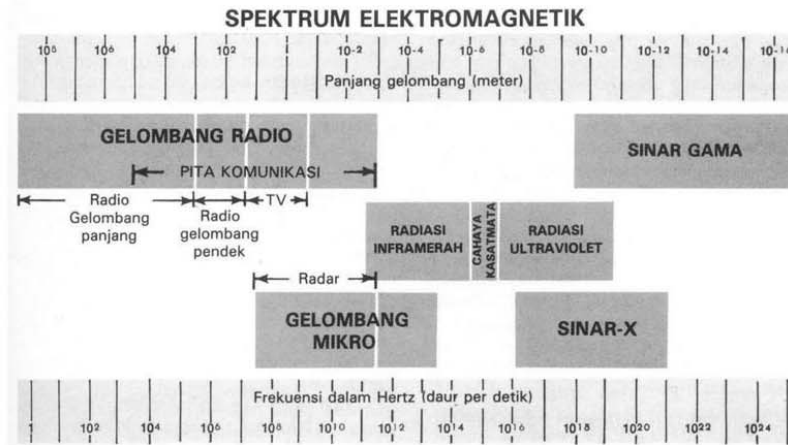 SPEKTRUM ELEKTROMAGNETIK
10⁸ 10⁶ 10⁴ 10² 1 10⁻² 10⁻⁴ 10⁻⁶ 10⁻⁸ 10⁻¹⁰ 10⁻¹² 10⁻¹⁴ 10⁻¹⁶
Panjang gelombang (meter)
GELOMBANG RADIO
SINAR GAMA
PITA KOMUNIKASI
Radio
Gelombang
panjang
Radio
gelombang
pendek
TV
RADIASI
INFRAMERAH
CAHAYA
KASATMATA
RADIASI
ULTRAVIOLET
Radar
GELOMBANG
MIKRO
SINAR-X
Frekuensi dalam Hertz (daur per detik)
1 10² 10⁴ 10⁶ 10⁸ 10¹⁰ 10¹² 10¹⁴ 10¹⁶ 10¹⁸ 10²⁰ 10²² 10²⁴